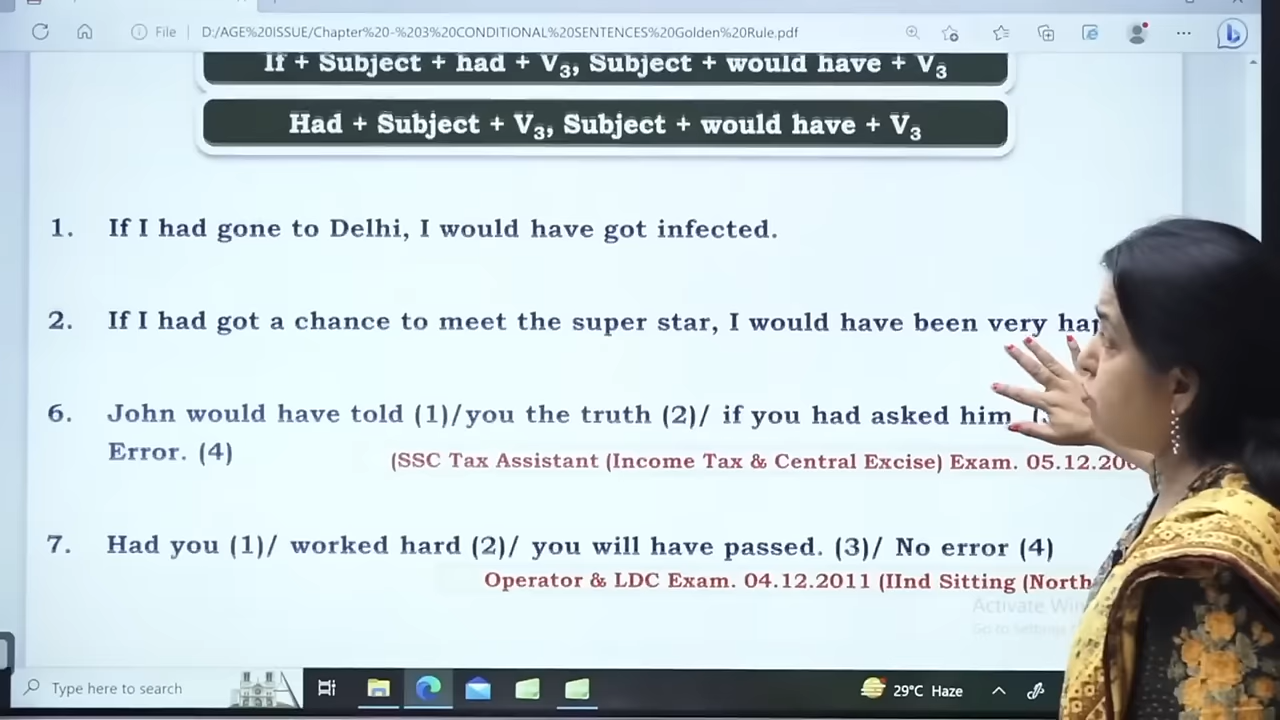 File D:/AGE%20ISSUE/Chapter%20-%203%20CONDITIONAL%20SENTENCES%20Golden%20Rule.pdf
If + Subject + had + V3, Subject + would have + V3
Had + Subject + V3, Subject + would have + V3
1. If I had gone to Delhi, I would have got infected.
2. If I had got a chance to meet the super star, I would have been very
6. John would have told (1)/you the truth (2)/ if you had asked him
Error. (4)
(SSC Tax Assistant (Income Tax & Central Excise) Exam. 05.12.20
7. Had you (1)/ worked hard (2)/ you will have passed. (3)/ No error (4)
Operator & LDC Exam. 04.12.2011 (IInd Sitting (North
Activate
Type here to search
29°C Haze